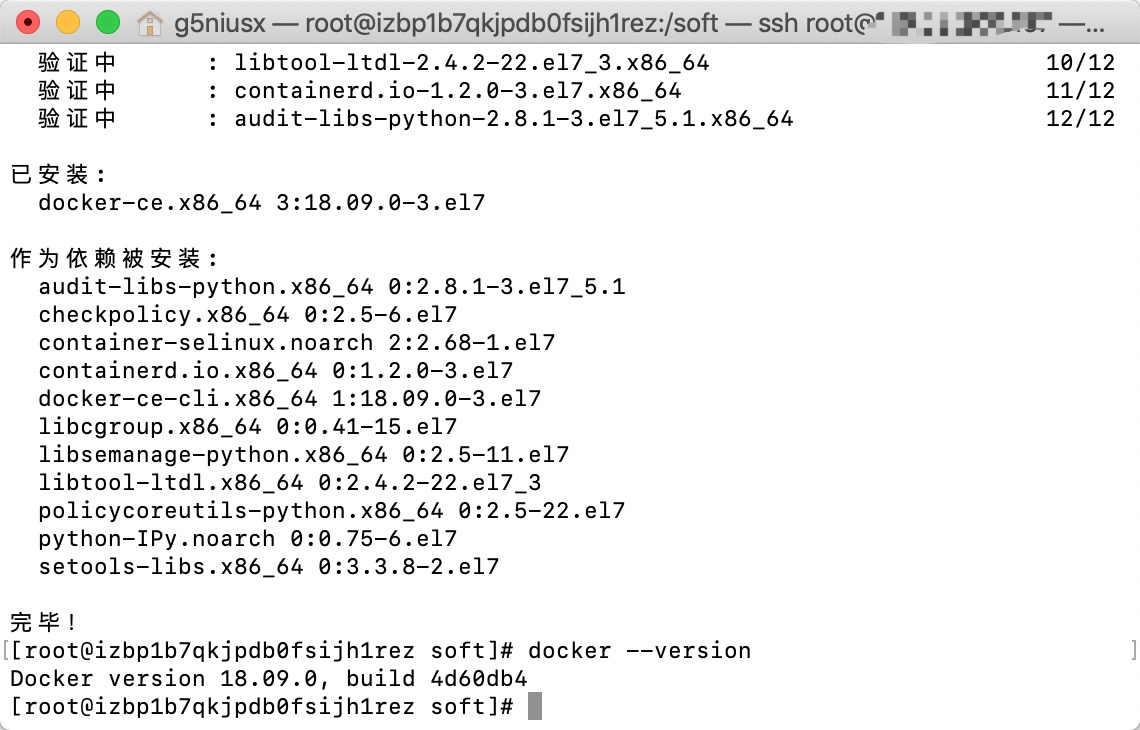 g5niusx — root@izbp1b7qkjpdb0fsijh1rez:/soft — ssh root@ —...
验证中 : libtool-ltdl-2.4.2-22.el7_3.x86_64 10/12
验证中 : containerd.io-1.2.0-3.el7.x86_64 11/12
验证中 : audit-libs-python-2.8.1-3.el7_5.1.x86_64 12/12
已安装:
docker-ce.x86_64 3:18.09.0-3.el7
作为依赖被安装:
audit-libs-python.x86_64 0:2.8.1-3.el7_5.1
checkpolicy.x86_64 0:2.5-6.el7
container-selinux.noarch 2:2.68-1.el7
containerd.io.x86_64 0:1.2.0-3.el7
docker-ce-cli.x86_64 1:18.09.0-3.el7
libcgroup.x86_64 0:0.41-15.el7
libsemanage-python.x86_64 0:2.5-11.el7
libtool-ltdl.x86_64 0:2.4.2-22.el7_3
policycoreutils-python.x86_64 0:2.5-22.el7
python-IPy.noarch 0:0.75-6.el7
setools-libs.x86_64 0:3.3.8-2.el7
完毕!
[[root@izbp1b7qkjpdb0fsijh1rez soft]# docker --version ]
Docker version 18.09.0, build 4d60db4
[root@izbp1b7qkjpdb0fsijh1rez soft]#